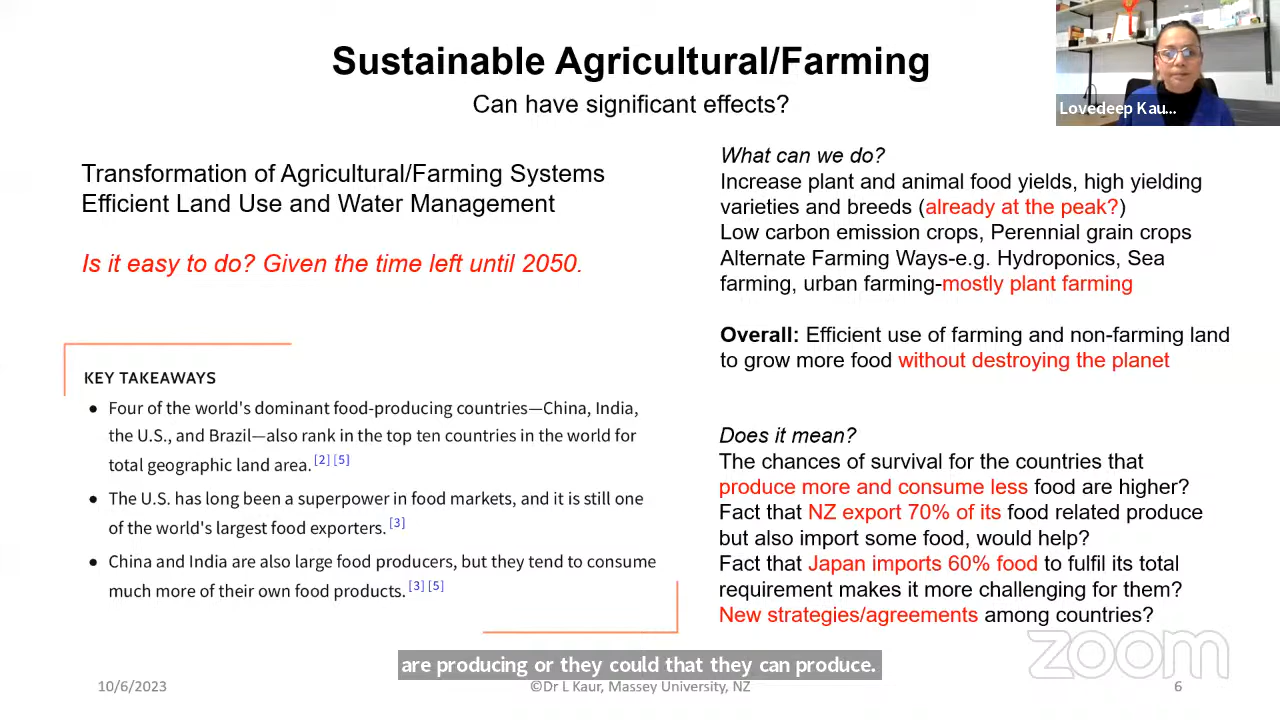 Sustainable Agricultural/Farming
Can have significant effects?
Lovedeep Kau...
Transformation of Agricultural/Farming Systems
Efficient Land Use and Water Management
Is it easy to do? Given the time left until 2050.
KEY TAKEAWAYS
● Four of the world's dominant food-producing countries—China, India,
the U.S., and Brazil—also rank in the top ten countries in the world for
total geographic land area. [2] [5]
● The U.S. has long been a superpower in food markets, and it is still one
of the world's largest food exporters. [3]
● China and India are also large food producers, but they tend to consume
much more of their own food products. [3] [5]
What can we do?
Increase plant and animal food yields, high yielding
varieties and breeds (already at the peak?)
Low carbon emission crops, Perennial grain crops
Alternate Farming Ways-e.g. Hydroponics, Sea
farming, urban farming-mostly plant farming
Overall: Efficient use of farming and non-farming land
to grow more food without destroying the planet
Does it mean?
The chances of survival for the countries that
produce more and consume less food are higher?
Fact that NZ export 70% of its food related produce
but also import some food, would help?
Fact that Japan imports 60% food to fulfil its total
requirement makes it more challenging for them?
New strategies/agreements among countries?
zoom
are producing or they could that they can produce.
10/6/2023
©Dr L Kaur, Massey University, NZ
6